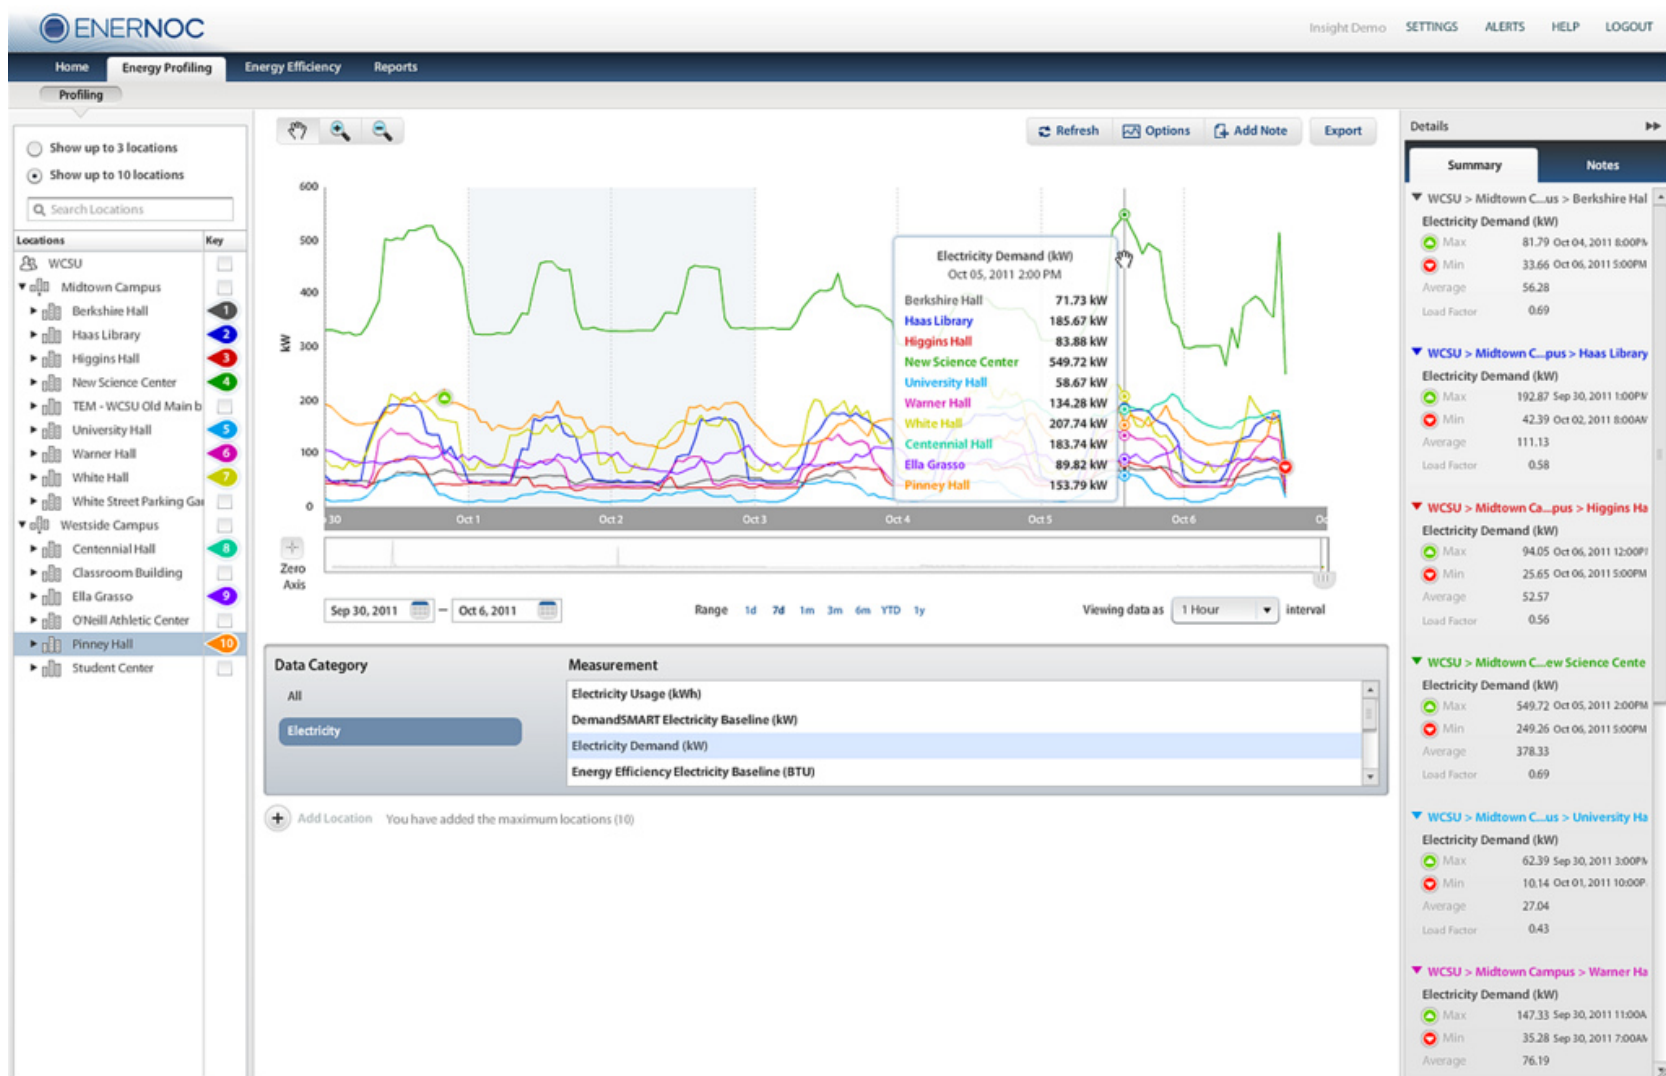 ENERNOC
Insight Demo SETTINGS ALERTS HELP LOGOUT
Home Energy Profiling Energy Efficiency Reports
Profiling
Show up to 3 locations
Show up to 10 locations
Search Locations
Locations Key
WCSU
Midtown Campus
Berkshire Hall 1
Haas Library 2
Higgins Hall 3
New Science Center 4
TEM - WCSU Old Main b
University Hall 5
Warner Hall 6
White Hall 7
White Street Parking Gar
Westside Campus
Centennial Hall 8
Classroom Building
Ella Grasso 9
O'Neill Athletic Center
Pinney Hall 10
Student Center
Refresh Options Add Note Export
600
500
400
300
200
100
0
kW
30 Oct 1 Oct 2 Oct 3 Oct 4 Oct 5 Oct 6 Oc
Electricity Demand (kW)
Oct 05, 2011 2:00 PM
Berkshire Hall 71.73 kW
Haas Library 185.67 kW
Higgins Hall 83.88 kW
New Science Center 549.72 kW
University Hall 58.67 kW
Warner Hall 134.28 kW
White Hall 207.74 kW
Centennial Hall 183.74 kW
Ella Grasso 89.82 kW
Pinney Hall 153.79 kW
Zero
Axis
Sep 30, 2011 – Oct 6, 2011
Range 1d 7d 1m 3m 6m YTD 1y
Viewing data as 1 Hour interval
Data Category
All
Electricity
Measurement
Electricity Usage (kWh)
DemandSMART Electricity Baseline (kW)
Electricity Demand (kW)
Energy Efficiency Electricity Baseline (BTU)
Add Location You have added the maximum locations (10)
Details
Summary Notes
WCSU > Midtown C...us > Berkshire Hal
Electricity Demand (kW)
Max 81.79 Oct 04, 2011 8:00PM
Min 33.66 Oct 06, 2011 5:00PM
Average 56.28
Load Factor 0.69
WCSU > Midtown C...pus > Haas Library
Electricity Demand (kW)
Max 192.87 Sep 30, 2011 1:00PM
Min 42.39 Oct 02, 2011 8:00AM
Average 111.13
Load Factor 0.58
WCSU > Midtown Ca...pus > Higgins Ha
Electricity Demand (kW)
Max 94.05 Oct 06, 2011 12:00P
Min 25.65 Oct 06, 2011 5:00PM
Average 52.57
Load Factor 0.56
WCSU > Midtown C...ew Science Cente
Electricity Demand (kW)
Max 549.72 Oct 05, 2011 2:00PM
Min 249.26 Oct 06, 2011 5:00PM
Average 378.33
Load Factor 0.69
WCSU > Midtown C...us > University Ha
Electricity Demand (kW)
Max 62.39 Sep 30, 2011 3:00PM
Min 10.14 Oct 01, 2011 10:00P
Average 27.04
Load Factor 0.43
WCSU > Midtown Campus > Warner Ha
Electricity Demand (kW)
Max 147.33 Sep 30, 2011 11:00A
Min 35.28 Sep 30, 2011 7:00AM
Average 76.19